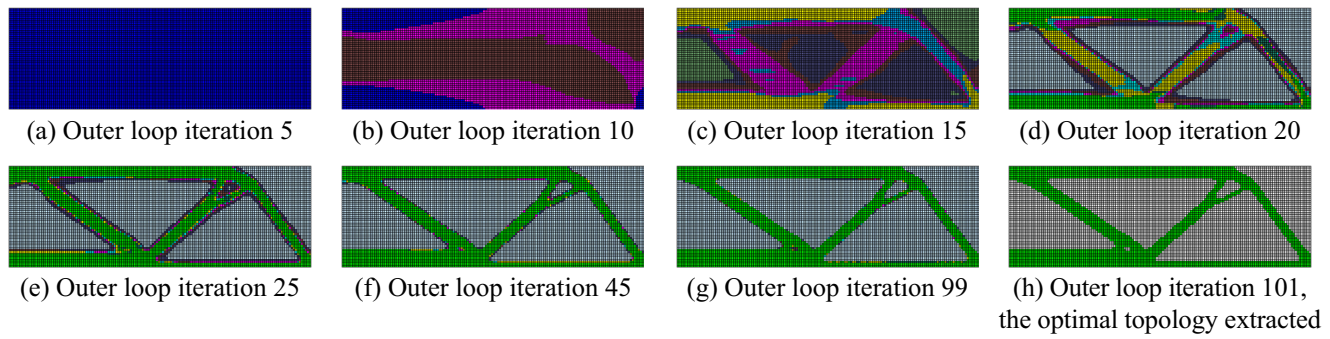 (a) Outer loop iteration 5
(b) Outer loop iteration 10
(c) Outer loop iteration 15
(d) Outer loop iteration 20
(e) Outer loop iteration 25
(f) Outer loop iteration 45
(g) Outer loop iteration 99
(h) Outer loop iteration 101,
the optimal topology extracted